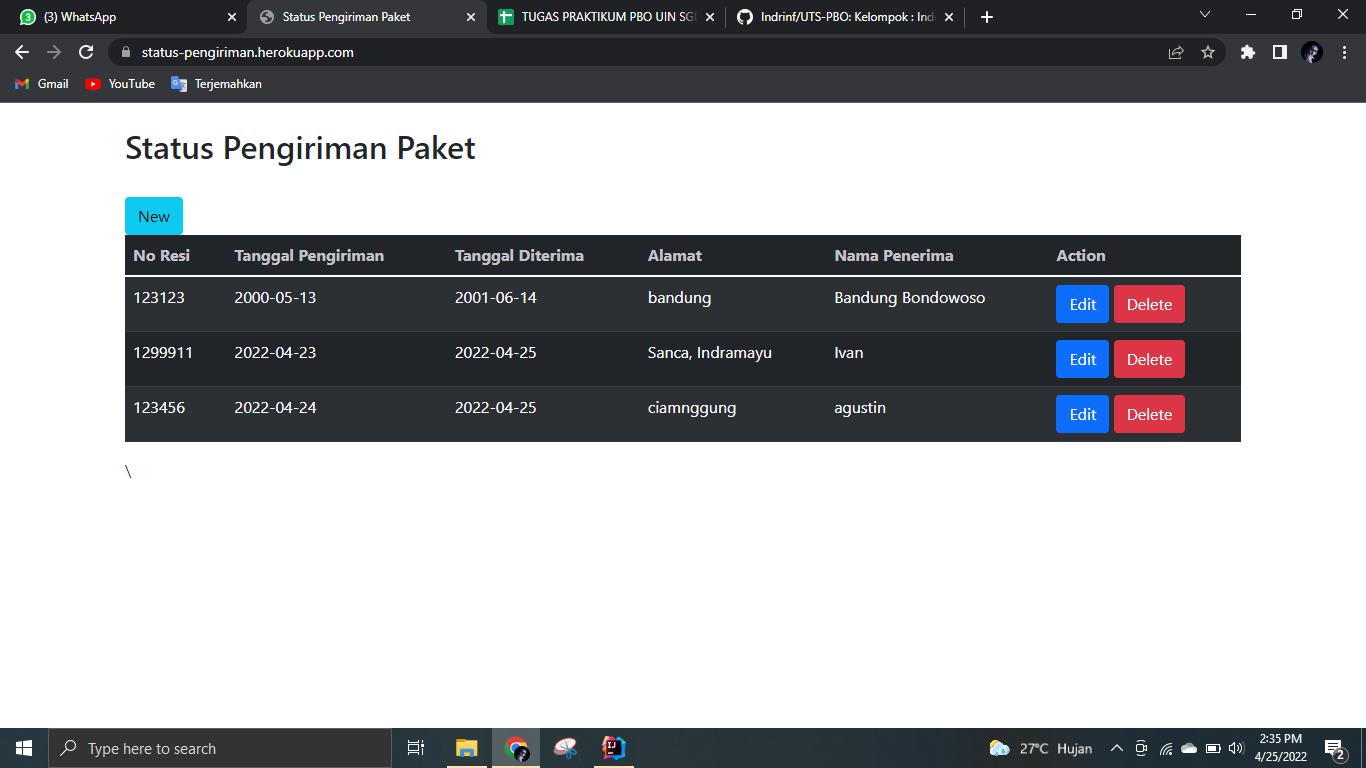 (3) WhatsApp
Status Pengiriman Paket
TUGAS PRAKTIKUM PBO UIN SG
Indrinf/UTS-PBO: Kelompok : Ind
status-pengiriman.herokuapp.com
Gmail YouTube Terjemahkan
Status Pengiriman Paket
New
No Resi Tanggal Pengiriman Tanggal Diterima Alamat Nama Penerima Action
123123 2000-05-13 2001-06-14 bandung Bandung Bondowoso Edit Delete
1299911 2022-04-23 2022-04-25 Sanca, Indramayu Ivan Edit Delete
123456 2022-04-24 2022-04-25 ciamnggung agustin Edit Delete
\
Type here to search
27°C Hujan
2:35 PM
4/25/2022
2